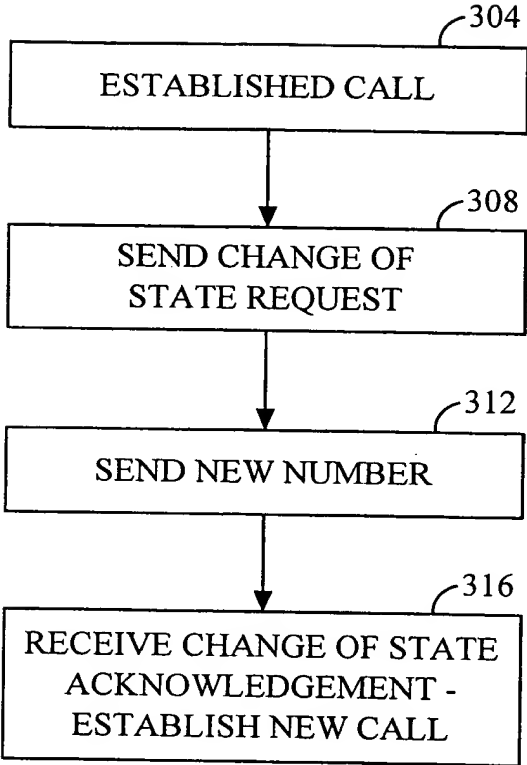 304
ESTABLISHED CALL
308
SEND CHANGE OF
STATE REQUEST
312
SEND NEW NUMBER
316
RECEIVE CHANGE OF STATE
ACKNOWLEDGEMENT -
ESTABLISH NEW CALL